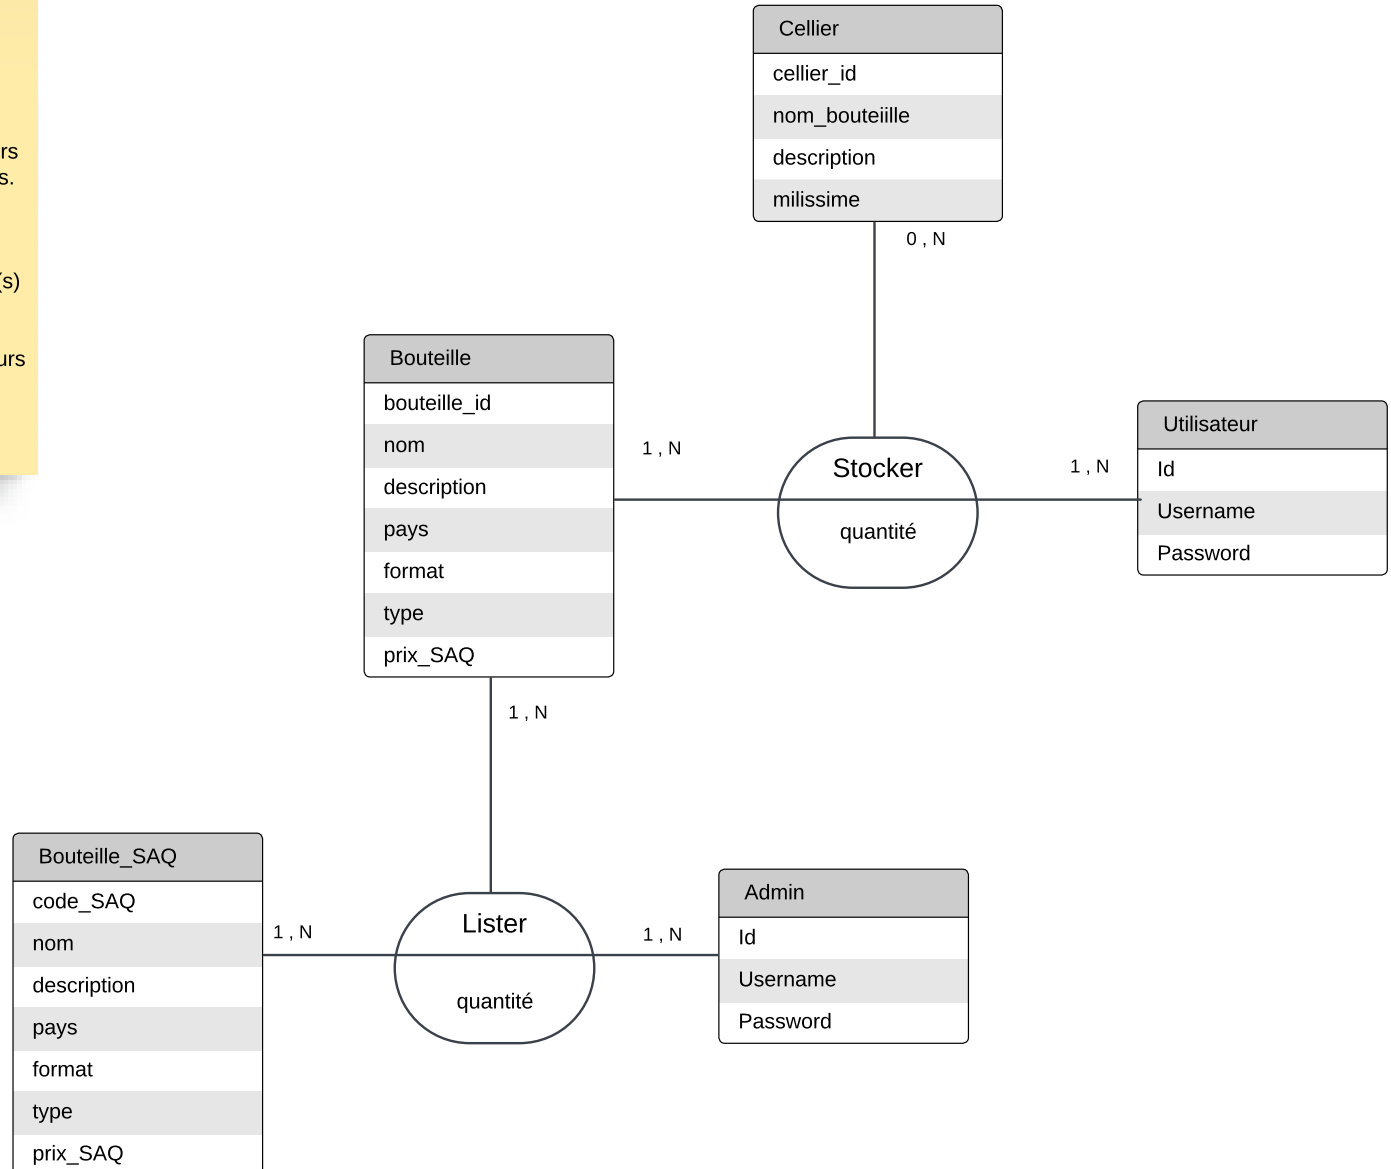 rs
s.
(s)
urs
Cellier
cellier_id
nom_bouteiille
description
milissime
0 , N
Bouteille
bouteille_id
nom
description
pays
format
type
prix_SAQ
1 , N
Stocker
quantité
1 , N
Utilisateur
Id
Username
Password
1 , N
Bouteille_SAQ
code_SAQ
nom
description
pays
format
type
prix_SAQ
1 , N
Lister
quantité
1 , N
Admin
Id
Username
Password